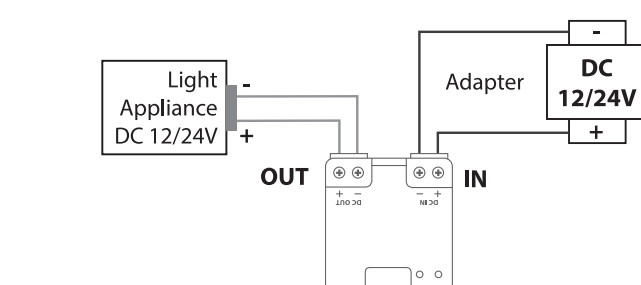 -
Light
Appliance
DC 12/24V
-
+
Adapter
DC
12/24V
+
OUT
IN
+ -
DC OUT
- +
DC IN